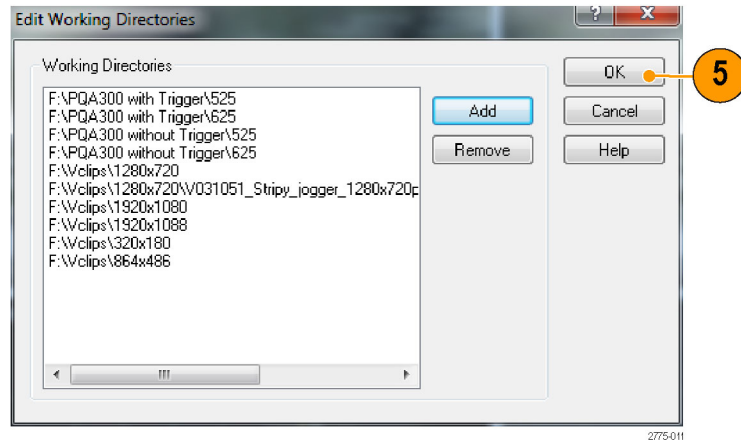 Edit Working Directories
? X
Working Directories
F:\PQA300 with Trigger\525
F:\PQA300 with Trigger\625
F:\PQA300 without Trigger\525
F:\PQA300 without Trigger\625
F:\Vclips\1280x720
F:\Vclips\1280x720\V031051_Stripy_jogger_1280x720p
F:\Vclips\1920x1080
F:\Vclips\1920x1088
F:\Vclips\320x180
F:\Vclips\864x486
Add
Remove
OK
Cancel
Help
5
2775-011